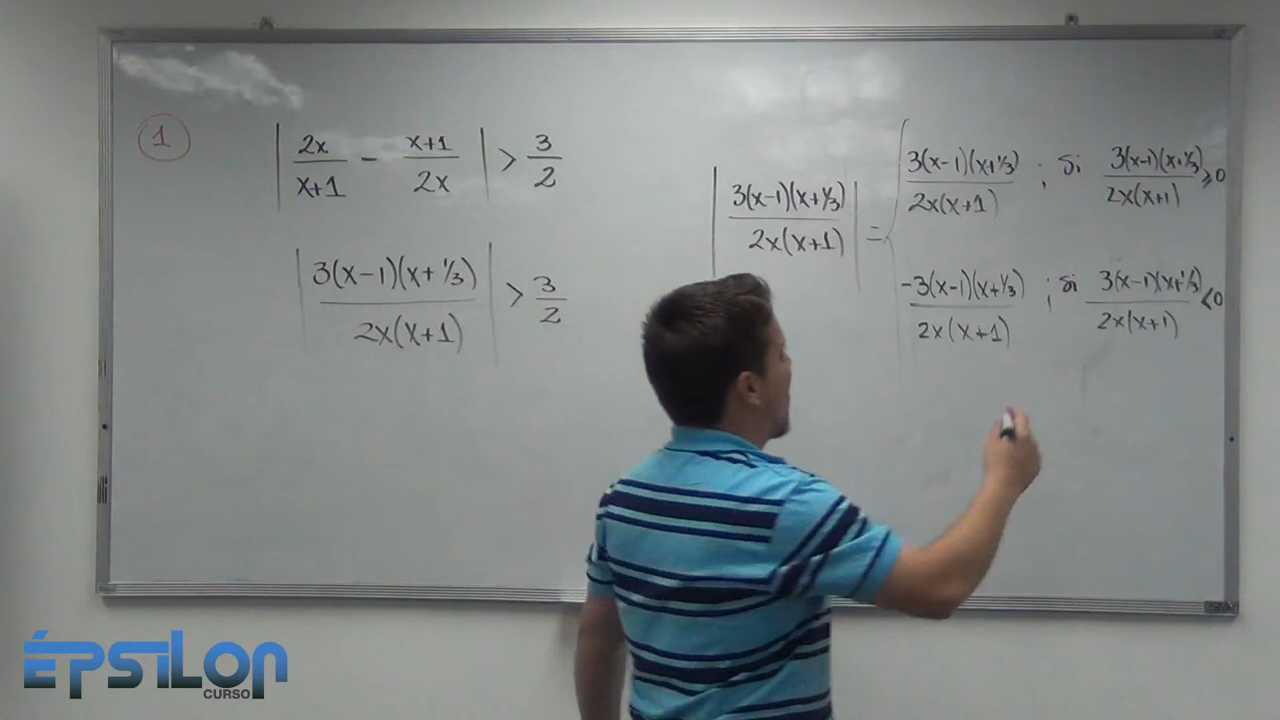 1
| 2x/(x+1) - (x+1)/2x | > 3/2
| 3(x-1)(x+1/3) / 2x(x+1) | > 3/2
| 3(x-1)(x+1/3) / 2x(x+1) | = { 3(x-1)(x+1/3) / 2x(x+1) ; Si 3(x-1)(x+1/3) / 2x(x+1) ≥ 0
-3(x-1)(x+1/3) / 2x(x+1) ; Si 3(x-1)(x+1/3) / 2x(x+1) < 0
ÉPSILON
CURSO